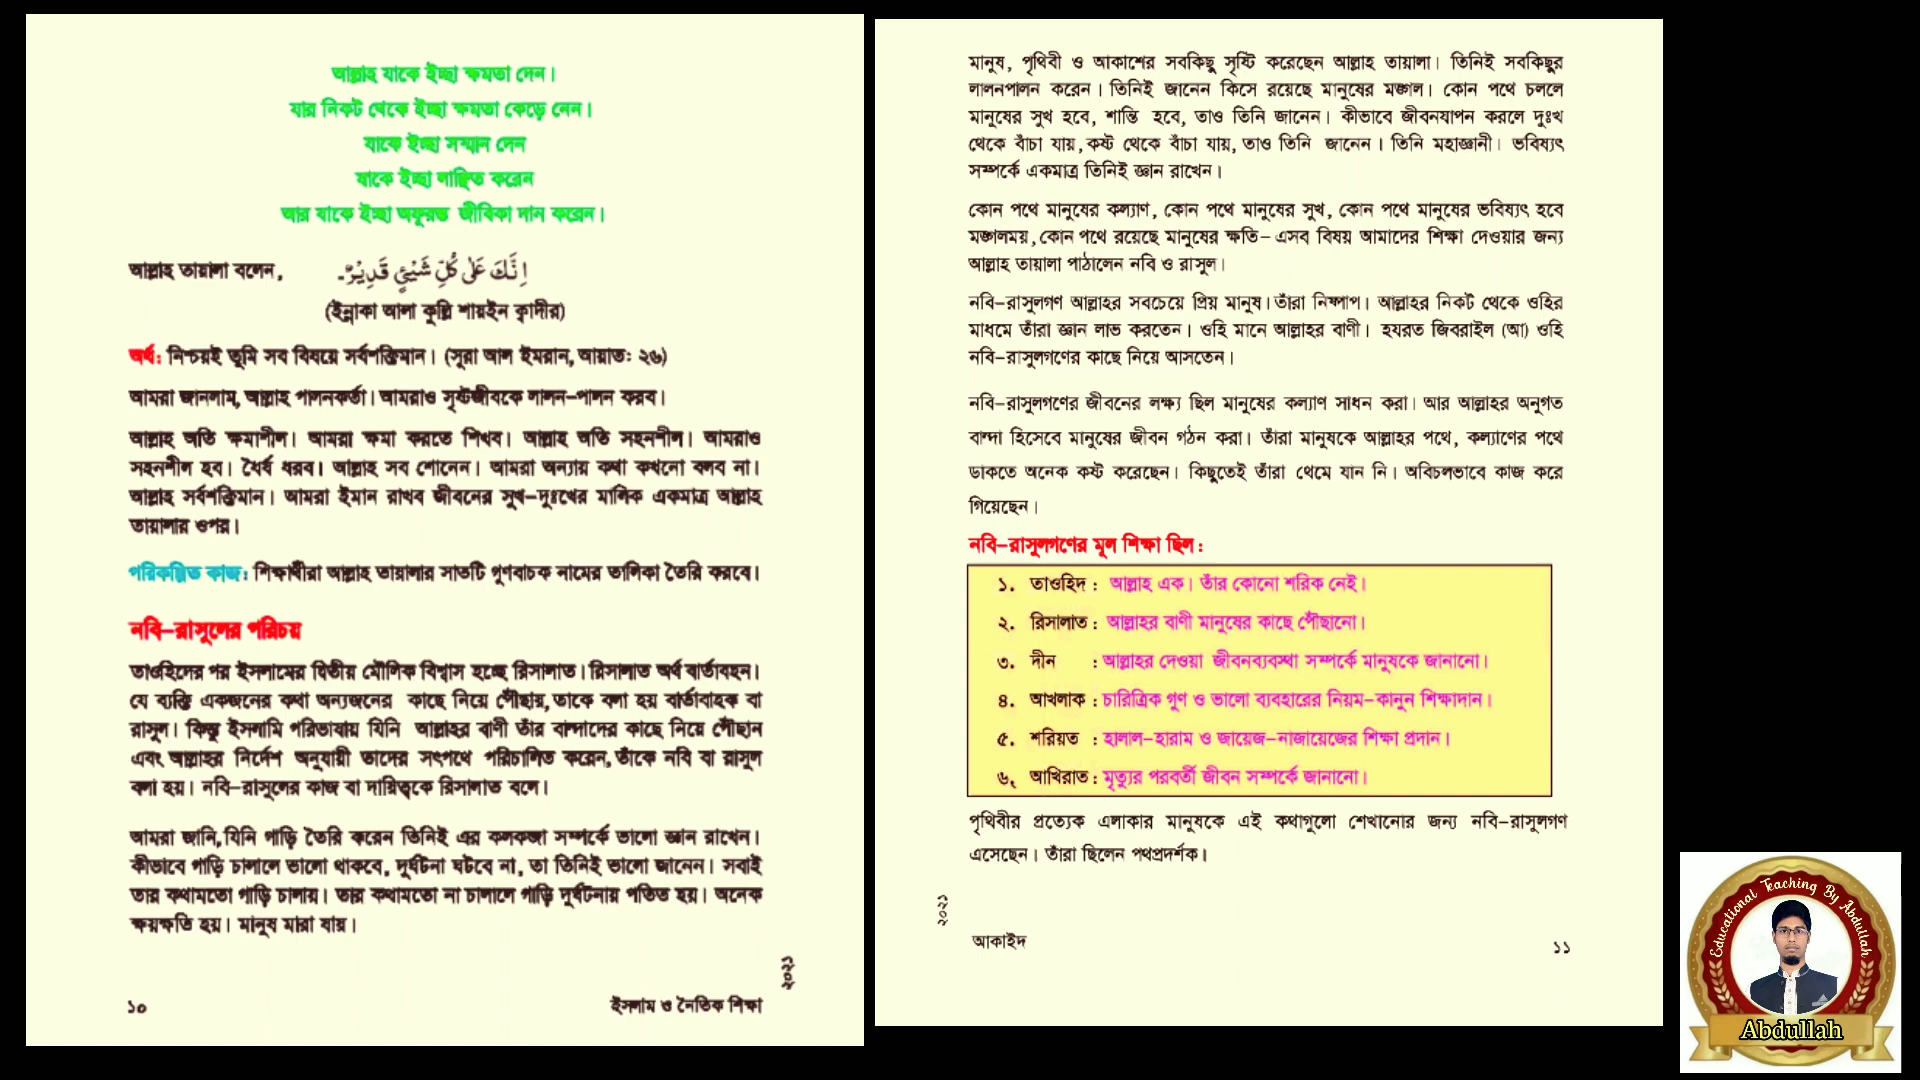 আল্লাহ যাকে ইচ্ছা ক্ষমতা দেন।
যার নিকট থেকে ইচ্ছা ক্ষমতা কেড়ে নেন।
যাকে ইচ্ছা সম্মান দেন
যাকে ইচ্ছা লাঞ্ছিত করেন
আর যাকে ইচ্ছা অফুরন্ত জীবিকা দান করেন।
আল্লাহ তায়ালা বলেন, اِنَّكَ عَلٰى كُلِّ شَيْئٍ قَدِيْرٌ۔
(ইন্নাকা আলা কুল্লি শায়ইন ক্বাদীর)
অর্থ: নিশ্চয়ই তুমি সব বিষয়ে সর্বশক্তিমান। (সূরা আল ইমরান, আয়াত: ২৬)
আমরা জানলাম, আল্লাহ পালনকর্তা। আমরাও সৃষ্টজীবকে লালন-পালন করব।
আল্লাহ অতি ক্ষমাশীল। আমরা ক্ষমা করতে শিখব। আল্লাহ অতি সহনশীল। আমরাও
সহনশীল হব। ধৈর্য ধরব। আল্লাহ সব শোনেন। আমরা অন্যায় কথা কখনো বলব না।
আল্লাহ সর্বশক্তিমান। আমরা ইমান রাখব জীবনের সুখ-দুঃখের মালিক একমাত্র আল্লাহ
তায়ালার ওপর।
পরিকল্পিত কাজ: শিক্ষার্থীরা আল্লাহ তায়ালার সাতটি গুণবাচক নামের তালিকা তৈরি করবে।
নবি-রাসুলের পরিচয়
তাওহিদের পর ইসলামের দ্বিতীয় মৌলিক বিশ্বাস হচ্ছে রিসালাত। রিসালাত অর্থ বার্তাবহন।
যে ব্যক্তি একজনের কথা অন্যজনের কাছে নিয়ে পৌঁছায়, তাকে বলা হয় বার্তাবাহক বা
রাসুল। কিন্তু ইসলামি পরিভাষায় যিনি আল্লাহর বাণী তাঁর বান্দাদের কাছে নিয়ে পৌঁছান
এবং আল্লাহর নির্দেশ অনুযায়ী তাদের সৎপথে পরিচালিত করেন, তাঁকে নবি বা রাসুল
বলা হয়। নবি-রাসুলের কাজ বা দায়িত্বকে রিসালাত বলে।
আমরা জানি, যিনি গাড়ি তৈরি করেন তিনিই এর কলকব্জা সম্পর্কে ভালো জ্ঞান রাখেন।
কীভাবে গাড়ি চালালে ভালো থাকবে, দুর্ঘটনা ঘটবে না, তা তিনিই ভালো জানেন। সবাই
তার কথামতো গাড়ি চালায়। তার কথামতো না চালালে গাড়ি দুর্ঘটনায় পতিত হয়। অনেক
ক্ষয়ক্ষতি হয়। মানুষ মারা যায়।
২০২১
১০ ইসলাম ও নৈতিক শিক্ষা
মানুষ, পৃথিবী ও আকাশের সবকিছু সৃষ্টি করেছেন আল্লাহ তায়ালা। তিনিই সবকিছুর
লালনপালন করেন। তিনিই জানেন কিসে রয়েছে মানুষের মঙ্গল। কোন পথে চললে
মানুষের সুখ হবে, শান্তি হবে, তাও তিনি জানেন। কীভাবে জীবনযাপন করলে দুঃখ
থেকে বাঁচা যায়, কষ্ট থেকে বাঁচা যায়, তাও তিনি জানেন। তিনি মহাজ্ঞানী। ভবিষ্যৎ
সম্পর্কে একমাত্র তিনিই জ্ঞান রাখেন।
কোন পথে মানুষের কল্যাণ, কোন পথে মানুষের সুখ, কোন পথে মানুষের ভবিষ্যৎ হবে
মঙ্গলময়, কোন পথে রয়েছে মানুষের ক্ষতি-এসব বিষয় আমাদের শিক্ষা দেওয়ার জন্য
আল্লাহ তায়ালা পাঠালেন নবি ও রাসুল।
নবি-রাসুলগণ আল্লাহর সবচেয়ে প্রিয় মানুষ। তাঁরা নিষ্পাপ। আল্লাহর নিকট থেকে ওহির
মাধমে তাঁরা জ্ঞান লাভ করতেন। ওহি মানে আল্লাহর বাণী। হযরত জিবরাইল (আ) ওহি
নবি-রাসুলগণের কাছে নিয়ে আসতেন।
নবি-রাসুলগণের জীবনের লক্ষ্য ছিল মানুষের কল্যাণ সাধন করা। আর আল্লাহর অনুগত
বান্দা হিসেবে মানুষের জীবন গঠন করা। তাঁরা মানুষকে আল্লাহর পথে, কল্যাণের পথে
ডাকতে অনেক কষ্ট করেছেন। কিছুতেই তাঁরা থেমে যান নি। অবিচলভাবে কাজ করে
গিয়েছেন।
নবি-রাসুলগণের মূল শিক্ষা ছিল:
১. তাওহিদ : আল্লাহ এক। তাঁর কোনো শরিক নেই।
২. রিসালাত : আল্লাহর বাণী মানুষের কাছে পৌঁছানো।
৩. দীন : আল্লাহর দেওয়া জীবনব্যবস্থা সম্পর্কে মানুষকে জানানো।
৪. আখলাক : চারিত্রিক গুণ ও ভালো ব্যবহারের নিয়ম-কানুন শিক্ষাদান।
৫. শরিয়ত : হালাল-হারাম ও জায়েজ-নাজায়েজের শিক্ষা প্রদান।
৬. আখিরাত : মৃত্যুর পরবর্তী জীবন সম্পর্কে জানানো।
পৃথিবীর প্রত্যেক এলাকার মানুষকে এই কথাগুলো শেখানোর জন্য নবি-রাসুলগণ
এসেছেন। তাঁরা ছিলেন পথপ্রদর্শক।
২০২১
আকাইদ ১১
Educational Teaching By Abdullah
Abdullah